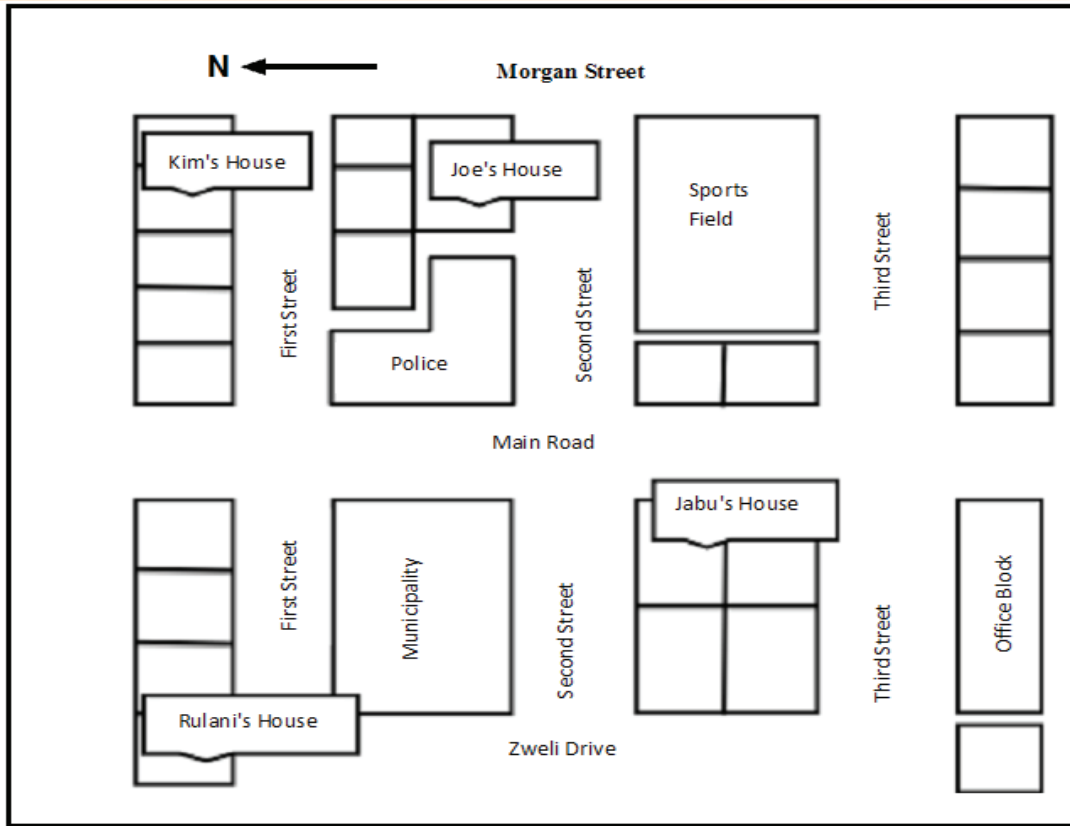 N
Morgan Street
Kim's House
Joe's House
Sports
Field
First Street
Second Street
Third Street
Police
Main Road
Jabu's House
First Street
Municipality
Second Street
Third Street
Office Block
Rulani's House
Zweli Drive